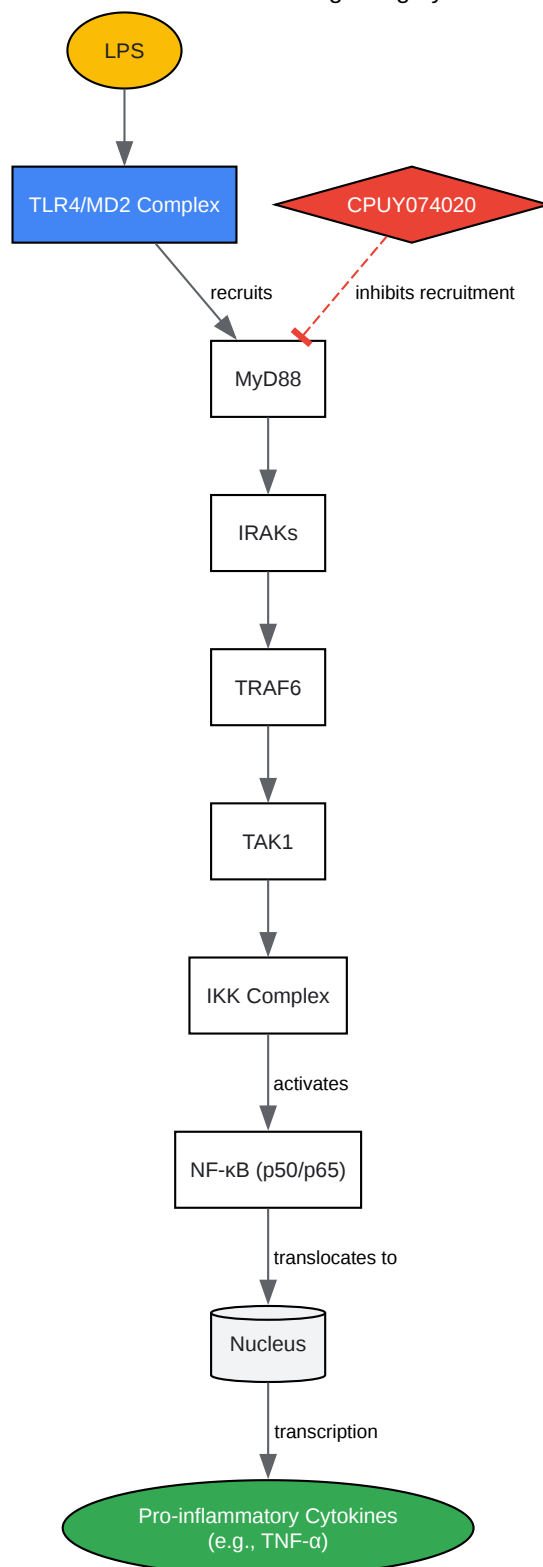 LPS
TLR4/MD2 Complex
CPUY074020
recruits
inhibits recruitment
MyD88
IRAKs
TRAF6
TAK1
IKK Complex
activates
NF-κB (p50/p65)
translocates to
Nucleus
transcription
Pro-inflammatory Cytokines
(e.g., TNF-α)